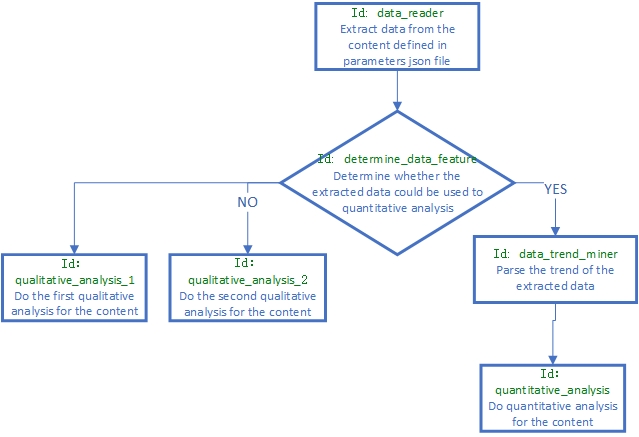 Id: data_reader
Extract data from the
content defined in
parameters json file
Id: determine_data_feature
Determine whether the
extracted data could be used to
quantitative analysis
NO
YES
Id:
qualitative_analysis_1
Do the first qualitative
analysis for the content
Id:
qualitative_analysis_2
Do the second qualitative
analysis for the content
Id: data_trend_miner
Parse the trend of the
extracted data
Id:
quantitative_analysis
Do quantitative analysis
for the content